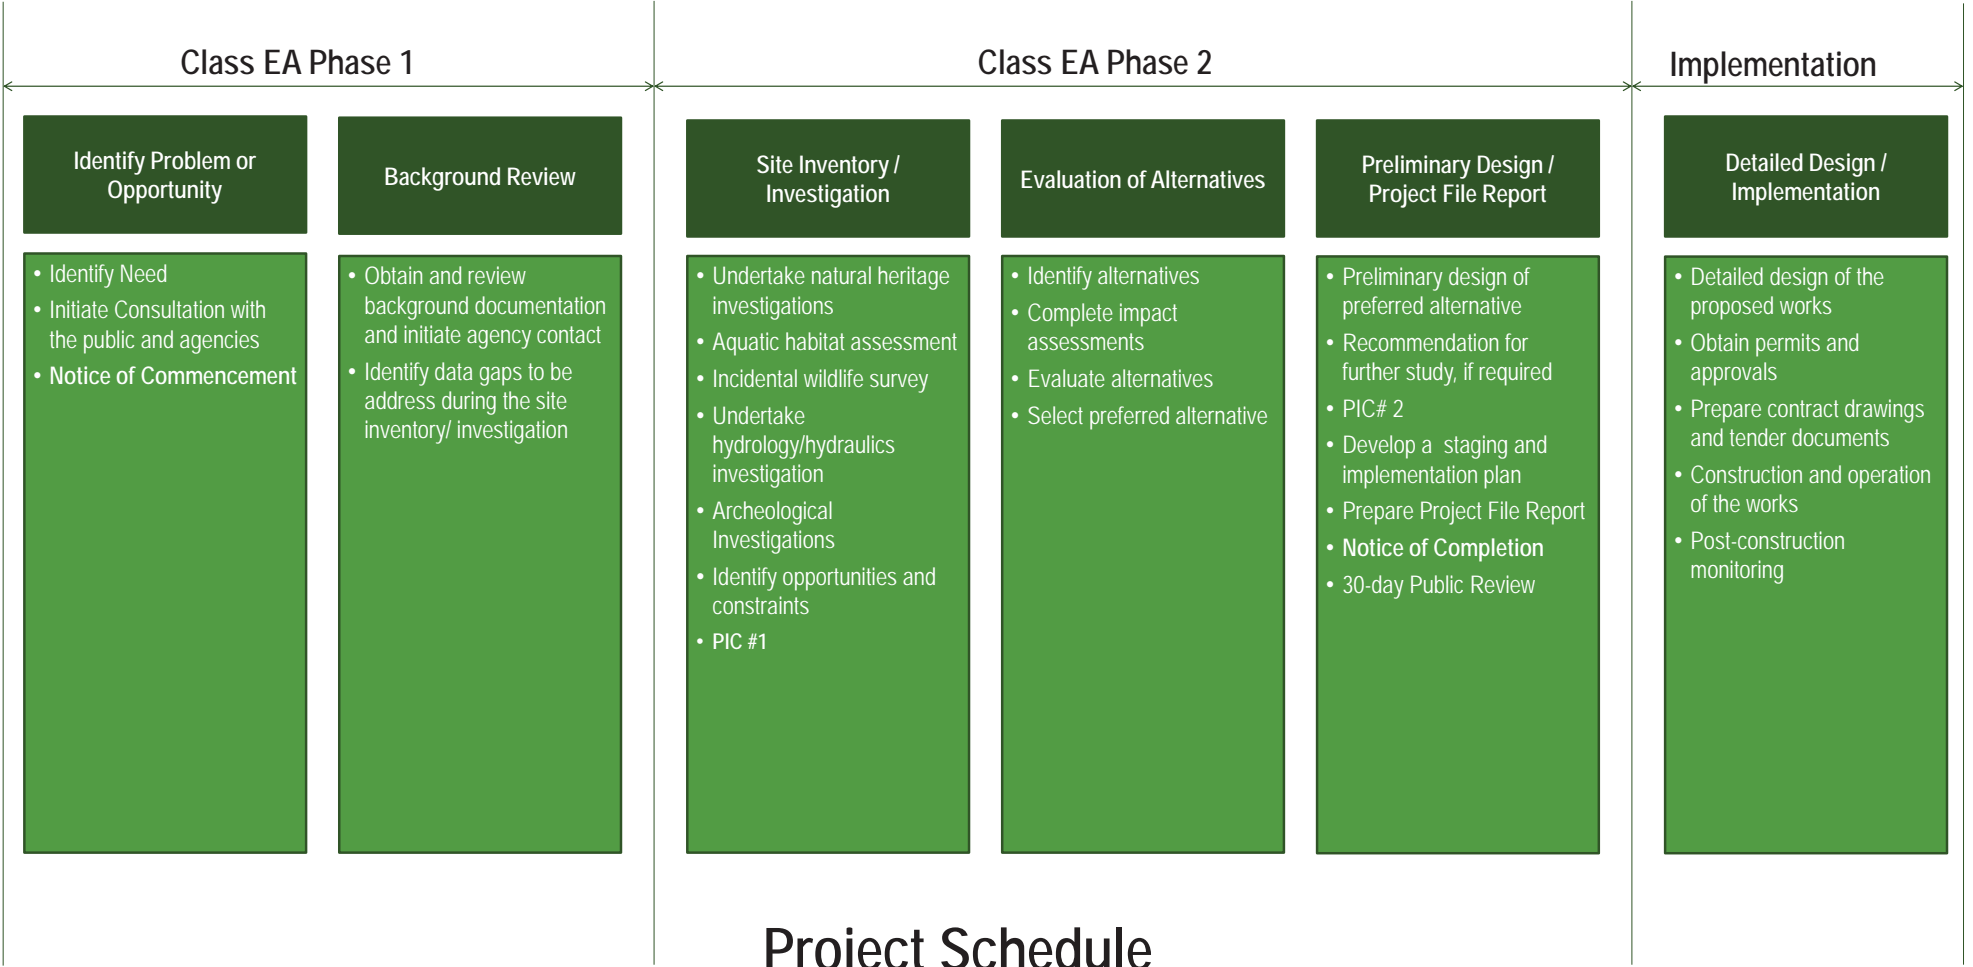 Class EA Phase 1
Class EA Phase 2
Implementation
Identify Problem or
Opportunity
Background Review
Site Inventory /
Investigation
Evaluation of Alternatives
Preliminary Design /
Project File Report
Detailed Design /
Implementation
• Identify Need
• Initiate Consultation with
the public and agencies
• Notice of Commencement
• Obtain and review
background documentation
and initiate agency contact
• Identify data gaps to be
address during the site
inventory/ investigation
• Undertake natural heritage
investigations
• Aquatic habitat assessment
• Incidental wildlife survey
• Undertake
hydrology/hydraulics
investigation
• Archeological
Investigations
• Identify opportunities and
constraints
• PIC #1
• Identify alternatives
• Complete impact
assessments
• Evaluate alternatives
• Select preferred alternative
• Preliminary design of
preferred alternative
• Recommendation for
further study, if required
• PIC# 2
• Develop a  staging and
implementation plan
• Prepare Project File Report
• Notice of Completion
• 30-day Public Review
• Detailed design of the
proposed works
• Obtain permits and
approvals
• Prepare contract drawings
and tender documents
• Construction and operation
of the works
• Post-construction
monitoring
Project Schedule